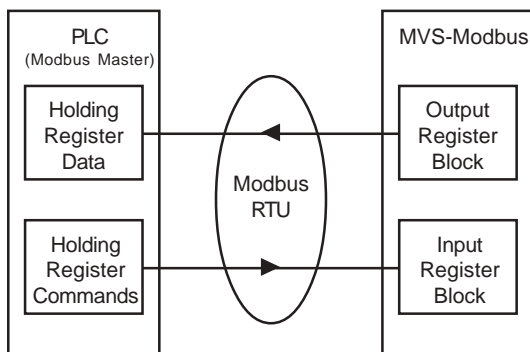 PLC
(Modbus Master)
Holding
Register
Data
Holding
Register
Commands
Modbus
RTU
MVS-Modbus
Output
Register
Block
Input
Register
Block